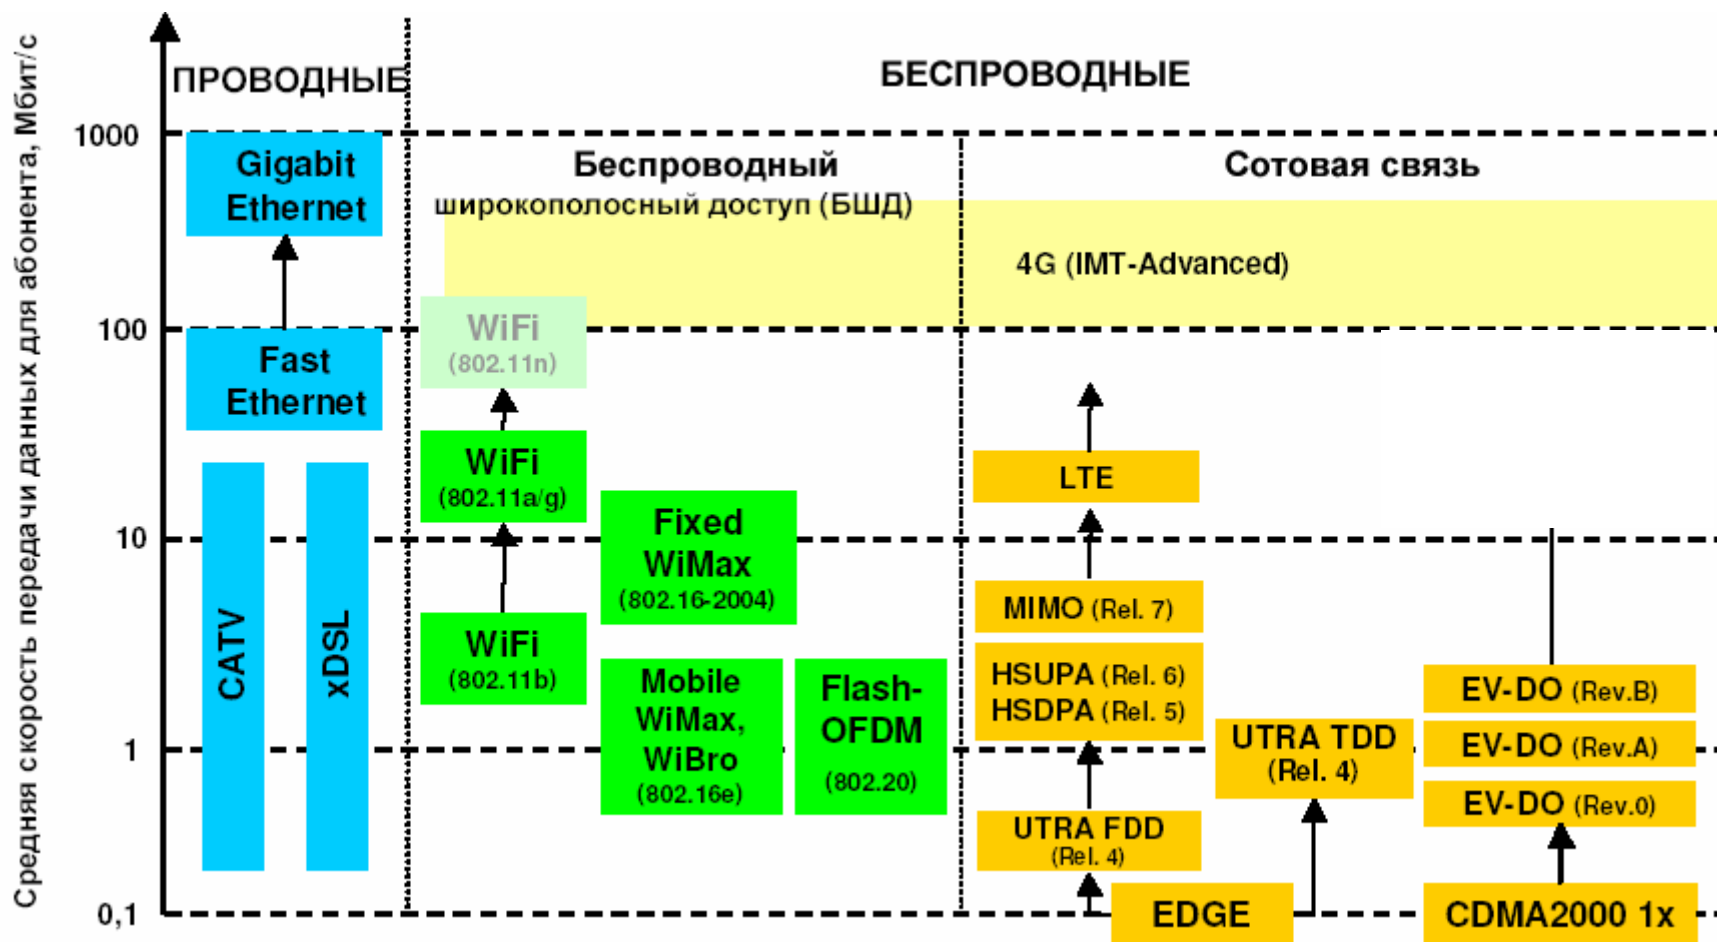 Средняя скорость передачи данных для абонента, Мбит/с
ПРОВОДНЫЕ
БЕСПРОВОДНЫЕ
1000
100
10
1
0,1
Gigabit
Ethernet
Fast
Ethernet
CATV
xDSL
Беспроводный
широкополосный доступ (БШД)
Сотовая связь
4G (IMT-Advanced)
WiFi
(802.11n)
WiFi
(802.11a/g)
WiFi
(802.11b)
Fixed
WiMax
(802.16-2004)
Mobile
WiMax,
WiBro
(802.16e)
Flash-
OFDM
(802.20)
LTE
MIMO (Rel. 7)
HSUPA (Rel. 6)
HSDPA (Rel. 5)
UTRA FDD
(Rel. 4)
EDGE
UTRA TDD
(Rel. 4)
EV-DO (Rev.B)
EV-DO (Rev.A)
EV-DO (Rev.0)
CDMA2000 1x